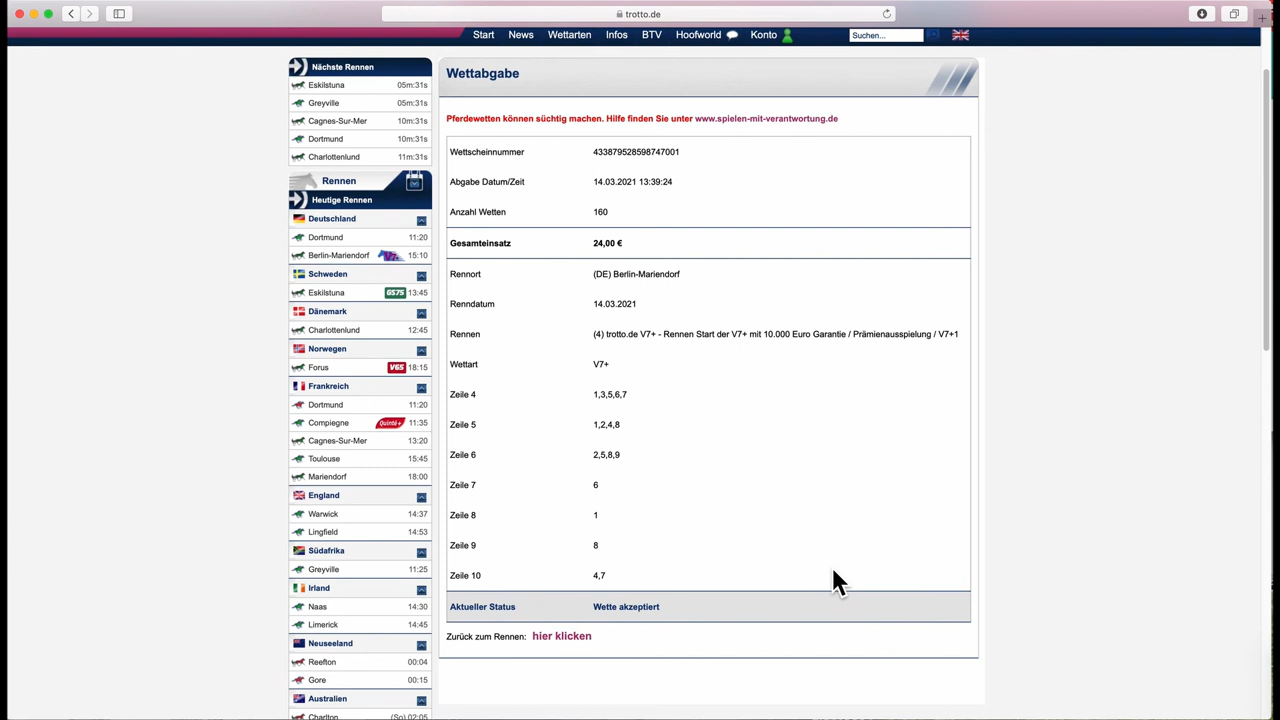 trotto.de
Start News Wettarten Infos BTV Hoofworld Konto Suchen...
Nächste Rennen
Eskilstuna 05m:31s
Greyville 05m:31s
Cagnes-Sur-Mer 10m:31s
Dortmund 10m:31s
Charlottenlund 11m:31s
Rennen
Heutige Rennen
Deutschland
Dortmund 11:20
Berlin-Mariendorf 15:10
Schweden
Eskilstuna GS75 13:45
Dänemark
Charlottenlund 12:45
Norwegen
Forus V65 18:15
Frankreich
Dortmund 11:20
Compiegne Quinté+ 11:35
Cagnes-Sur-Mer 13:20
Toulouse 15:45
Mariendorf 18:00
England
Warwick 14:37
Lingfield 14:53
Südafrika
Greyville 11:25
Irland
Naas 14:30
Limerick 14:45
Neuseeland
Reefton 00:04
Gore 00:15
Australien
Charlton (So) 02:05
Wettabgabe
Pferdewetten können süchtig machen. Hilfe finden Sie unter www.spielen-mit-verantwortung.de
Wettscheinnummer 433879528598747001
Abgabe Datum/Zeit 14.03.2021 13:39:24
Anzahl Wetten 160
Gesamteinsatz 24,00 €
Rennort (DE) Berlin-Mariendorf
Renndatum 14.03.2021
Rennen (4) trotto.de V7+ - Rennen Start der V7+ mit 10.000 Euro Garantie / Prämienausspielung / V7+1
Wettart V7+
Zeile 4 1,3,5,6,7
Zeile 5 1,2,4,8
Zeile 6 2,5,8,9
Zeile 7 6
Zeile 8 1
Zeile 9 8
Zeile 10 4,7
Aktueller Status Wette akzeptiert
Zurück zum Rennen: hier klicken